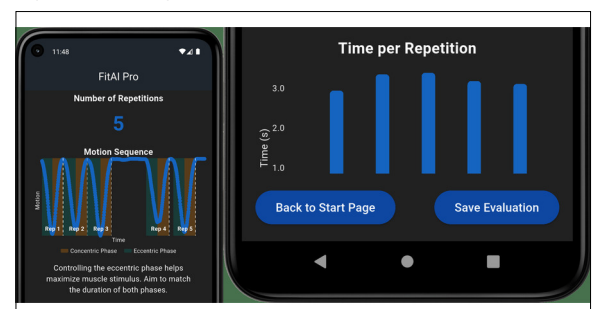 11:48
FitAI Pro
Number of Repetitions
5
Motion Sequence
Motion
Rep 1 Rep 2 Rep 3 Rep 4 Rep 5
Time
Concentric Phase Eccentric Phase
Controlling the eccentric phase helps
maximize muscle stimulus. Aim to match
the duration of both phases.
Time per Repetition
Time (s)
3.0
2.0
1.0
Back to Start Page Save Evaluation